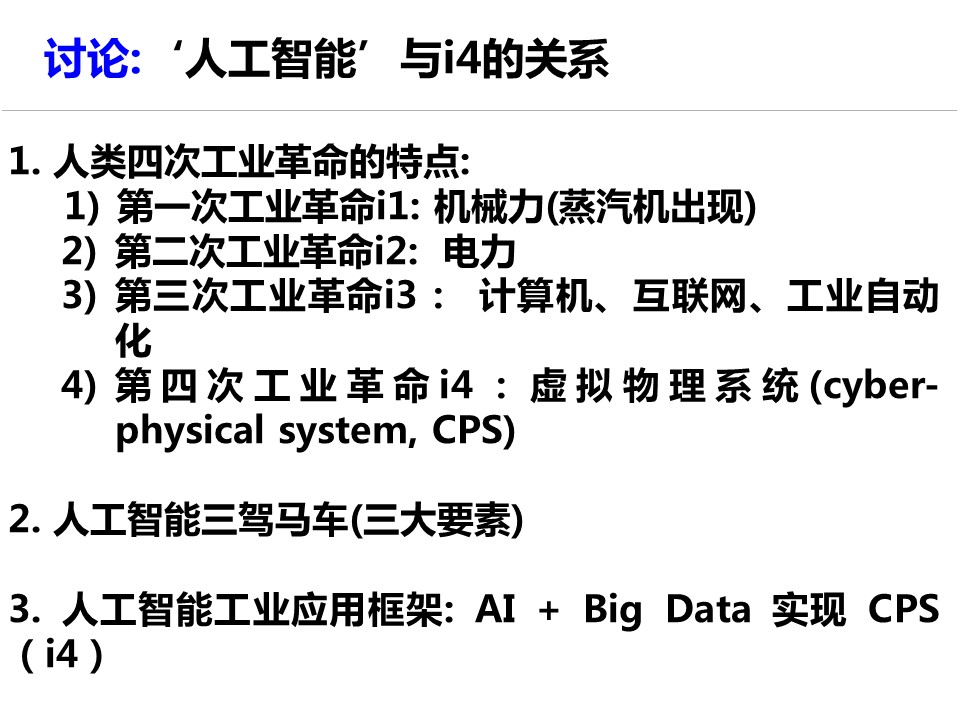 讨论:‘人工智能’与i4的关系
1. 人类四次工业革命的特点:
1) 第一次工业革命i1: 机械力(蒸汽机出现)
2) 第二次工业革命i2: 电力
3) 第三次工业革命i3： 计算机、互联网、工业自动
化
4) 第四次工业革命i4：虚拟物理系统(cyber-
physical system, CPS)
2. 人工智能三驾马车(三大要素)
3. 人工智能工业应用框架: AI + Big Data 实现 CPS
（i4）